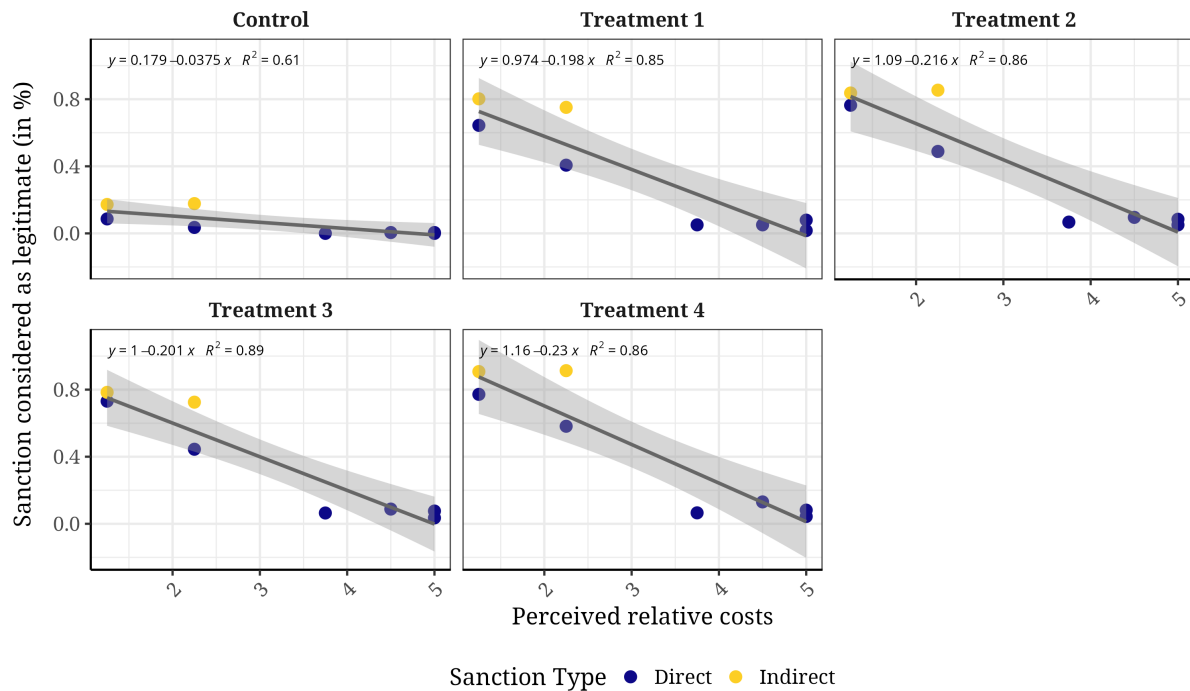 Control
Treatment 1
Treatment 2
y = 0.179 –0.0375 x R² = 0.61
y = 0.974 –0.198 x R² = 0.85
y = 1.09 –0.216 x R² = 0.86
0.8
0.4
0.0
2
3
4
5
Treatment 3
Treatment 4
y = 1 –0.201 x R² = 0.89
y = 1.16 –0.23 x R² = 0.86
0.8
0.4
0.0
2
3
4
5
2
3
4
5
Sanction considered as legitimate (in %)
Perceived relative costs
Sanction Type Direct Indirect